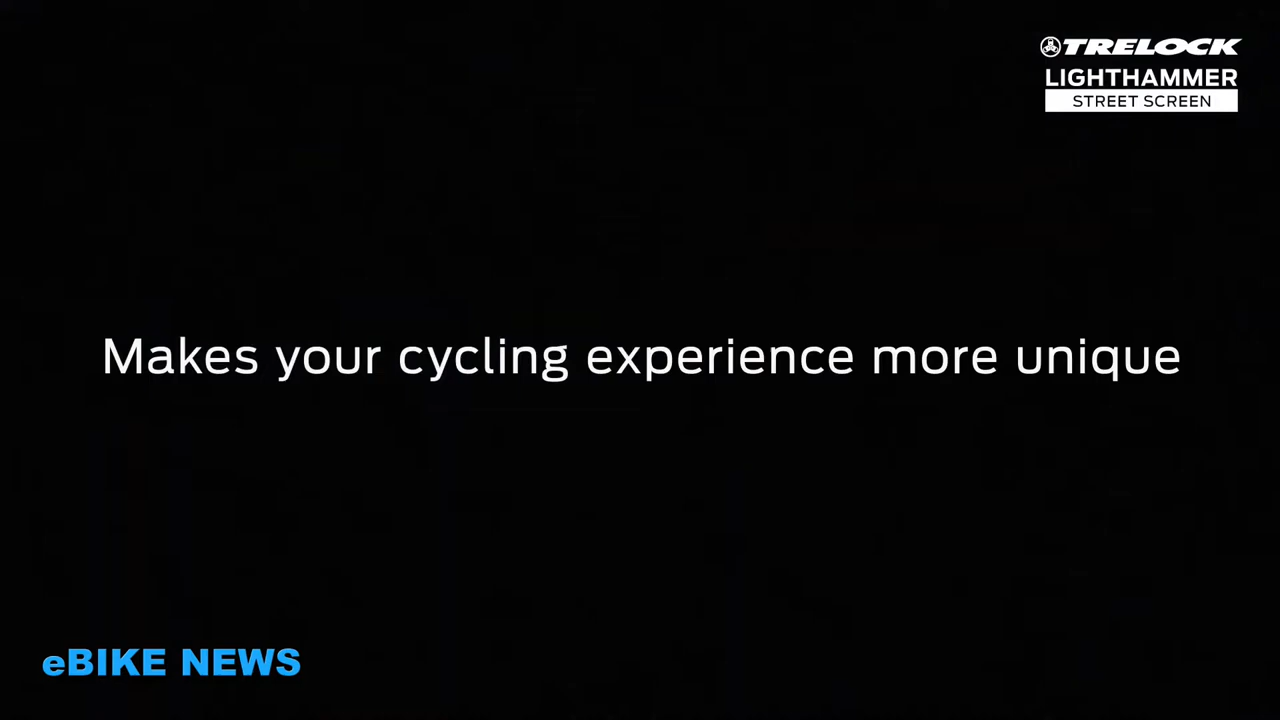 TRELOCK
LIGHTHAMMER
STREET SCREEN
Makes your cycling experience more unique
eBIKE NEWS